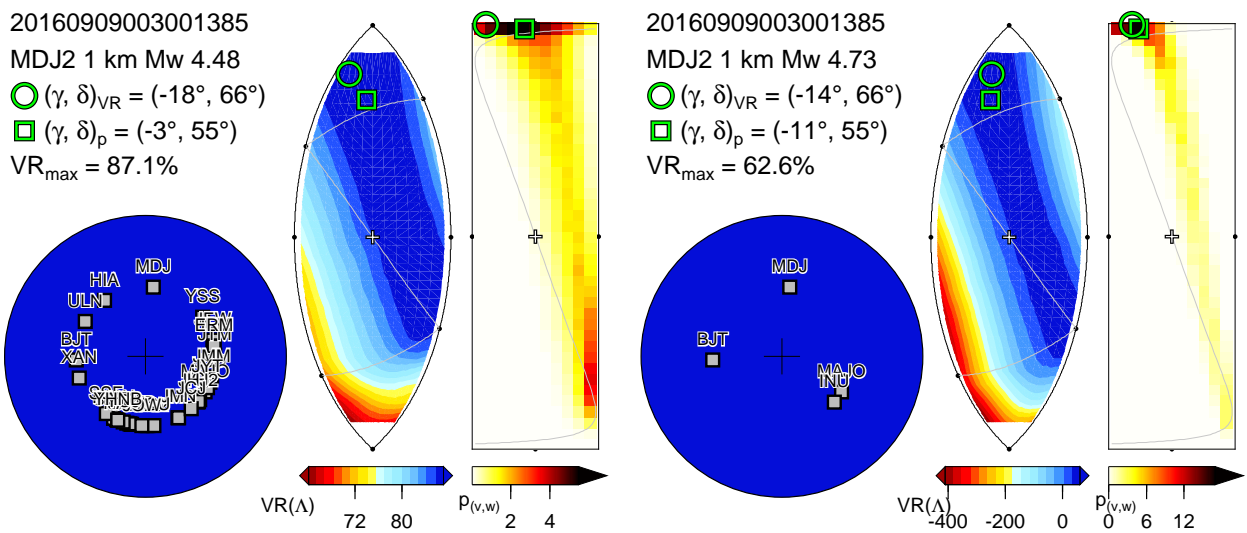 20160909003001385
MDJ2 1 km Mw 4.48
(γ, δ)VR = (-18°, 66°)
(γ, δ)p = (-3°, 55°)
VRmax = 87.1%
HIA
MDJ
ULN
YSS
ERM
BJT
XAN
YHNB
VR(Λ)
72 80
p(v,w)
2 4
20160909003001385
MDJ2 1 km Mw 4.73
(γ, δ)VR = (-14°, 66°)
(γ, δ)p = (-11°, 55°)
VRmax = 62.6%
MDJ
BJT
MAJO
INU
VR(Λ)
-400 -200 0
p(v,w)
0 6 12